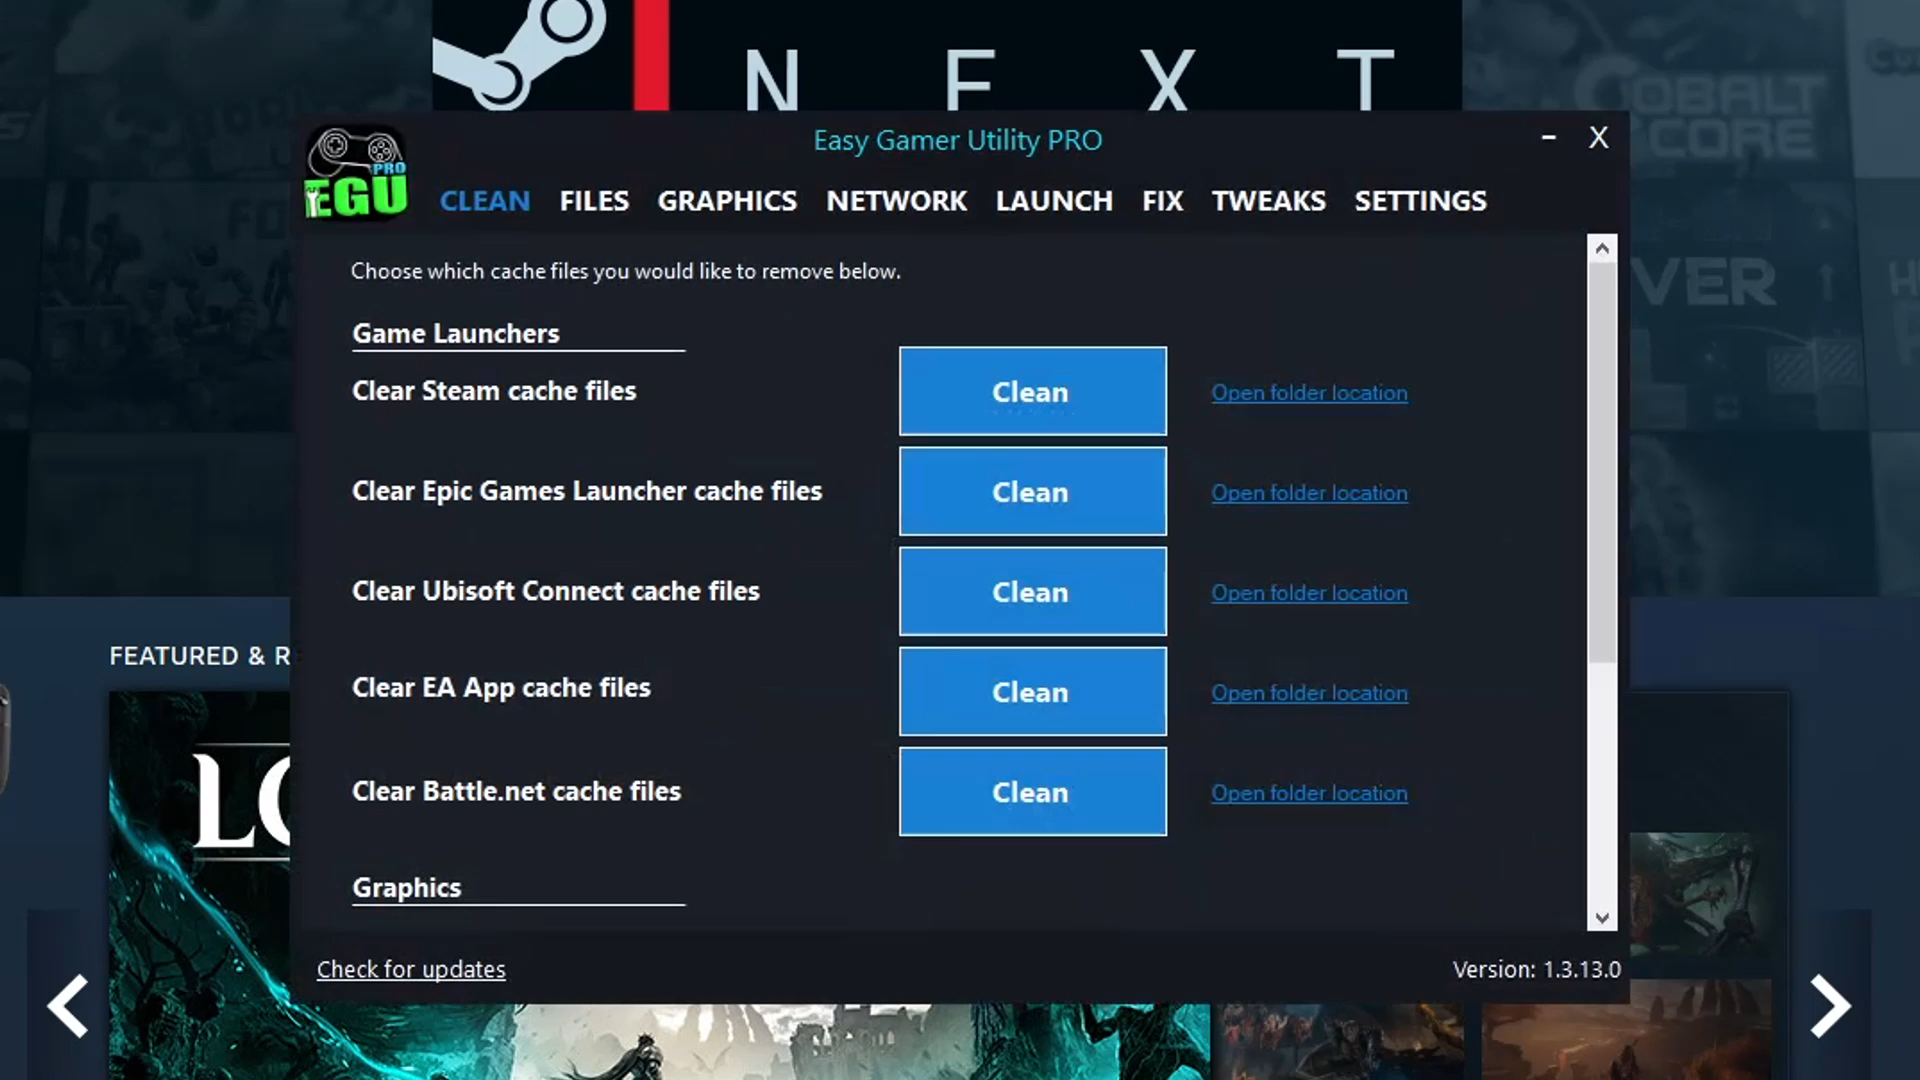 N E X T
COBALT
CORE
VER
Easy Gamer Utility PRO
– X
PRO
EGU
CLEAN FILES GRAPHICS NETWORK LAUNCH FIX TWEAKS SETTINGS
Choose which cache files you would like to remove below.
Game Launchers
Clear Steam cache files Clean Open folder location
Clear Epic Games Launcher cache files Clean Open folder location
Clear Ubisoft Connect cache files Clean Open folder location
Clear EA App cache files Clean Open folder location
Clear Battle.net cache files Clean Open folder location
Graphics
Check for updates Version: 1.3.13.0
FEATURED & R
LO